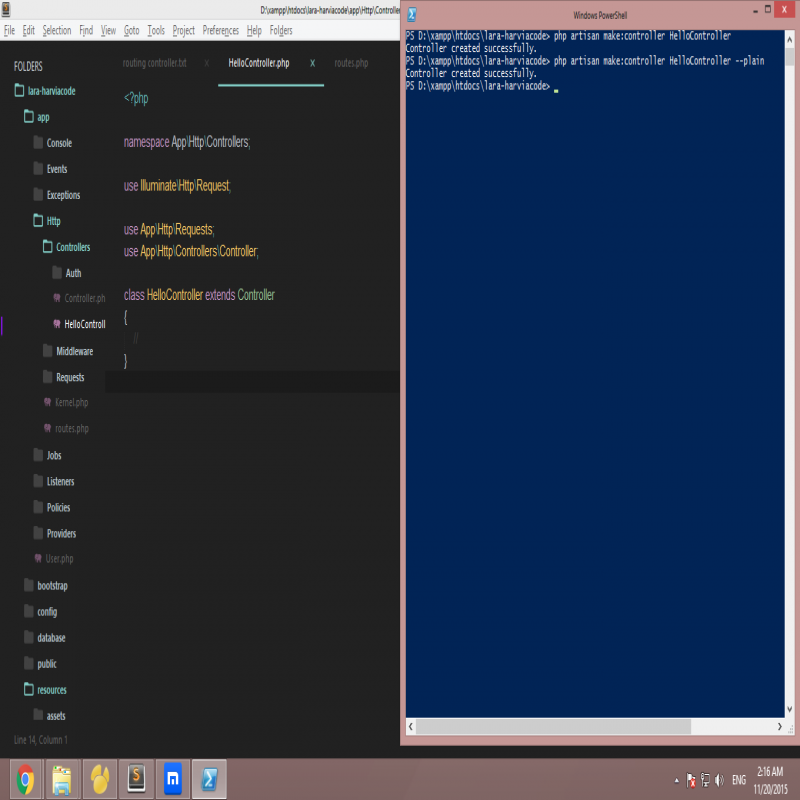 D:\xampp\htdocs\lara-harviacode\app\Http\Controlle
File Edit Selection Find View Goto Tools Project Preferences Help Folders
FOLDERS
lara-harviacode
app
Console
Events
Exceptions
Http
Controllers
Auth
Controller.ph
HelloControll
Middleware
Requests
Kernel.php
routes.php
Jobs
Listeners
Policies
Providers
User.php
bootstrap
config
database
public
resources
assets
Line 14, Column 1
routing controller.txt × HelloController.php × routes.php
<?php
namespace App\Http\Controllers;
use Illuminate\Http\Request;
use App\Http\Requests;
use App\Http\Controllers\Controller;
class HelloController extends Controller
{
//
}
Windows PowerShell
PS D:\xampp\htdocs\lara-harviacode> php artisan make:controller HelloController
Controller created successfully.
PS D:\xampp\htdocs\lara-harviacode> php artisan make:controller HelloController --plain
Controller created successfully.
PS D:\xampp\htdocs\lara-harviacode>
ENG
2:16 AM
11/20/2015